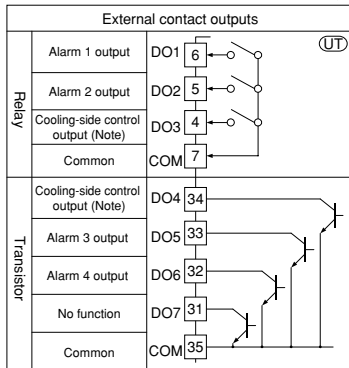 External contact outputs
UT
Relay
Alarm 1 output DO1 6
Alarm 2 output DO2 5
Cooling-side control
output (Note) DO3 4
Common COM 7
Transistor
Cooling-side control
output (Note) DO4 34
Alarm 3 output DO5 33
Alarm 4 output DO6 32
No function DO7 31
Common COM 35